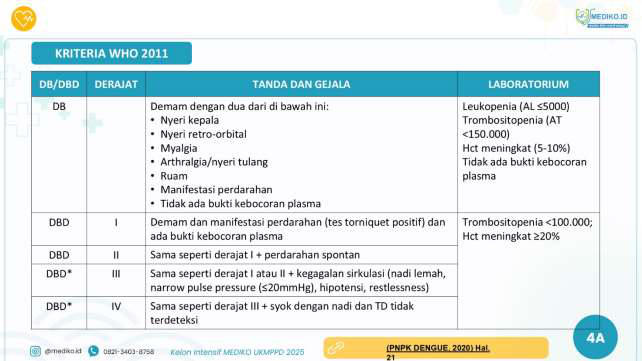 MEDIKO.ID
KRITERIA WHO 2011
DB/DBD DERAJAT TANDA DAN GEJALA LABORATORIUM
DB
Demam dengan dua dari di bawah ini:
• Nyeri kepala
• Nyeri retro-orbital
• Myalgia
• Arthralgia/nyeri tulang
• Ruam
• Manifestasi perdarahan
• Tidak ada bukti kebocoran plasma
Leukopenia (AL ≤5000)
Trombositopenia (AT
<150.000)
Hct meningkat (5-10%)
Tidak ada bukti kebocoran
plasma
DBD I Demam dan manifestasi perdarahan (tes torniquet positif) dan
ada bukti kebocoran plasma
Trombositopenia <100.000;
Hct meningkat ≥20%
DBD II Sama seperti derajat I + perdarahan spontan
DBD* III Sama seperti derajat I atau II + kegagalan sirkulasi (nadi lemah,
narrow pulse pressure (≤20mmHg), hipotensi, restlessness)
DBD* IV Sama seperti derajat III + syok dengan nadi dan TD tidak
terdeteksi
@mediko.id 0821-3403-8758 Kelon Intensif MEDIKO UKMPPD 2025
(PNPK DENGUE, 2020) Hal.
21
4A